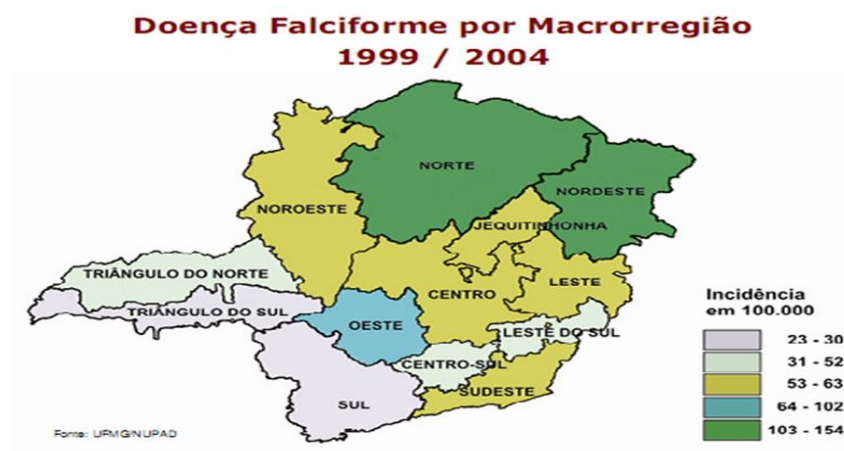 Doença Falciforme por Macrorregião
1999 / 2004
NORTE
NORDESTE
NOROESTE
JEQUITINHONHA
TRIÂNGULO DO NORTE
LESTE
CENTRO
TRIÂNGULO DO SUL
OESTE
LESTE DO SUL
CENTRO-SUL
SUDESTE
SUL
Incidência
em 100.000
23 - 30
31 - 52
53 - 63
64 - 102
103 - 154
Fonte: UFMG/NUPAD